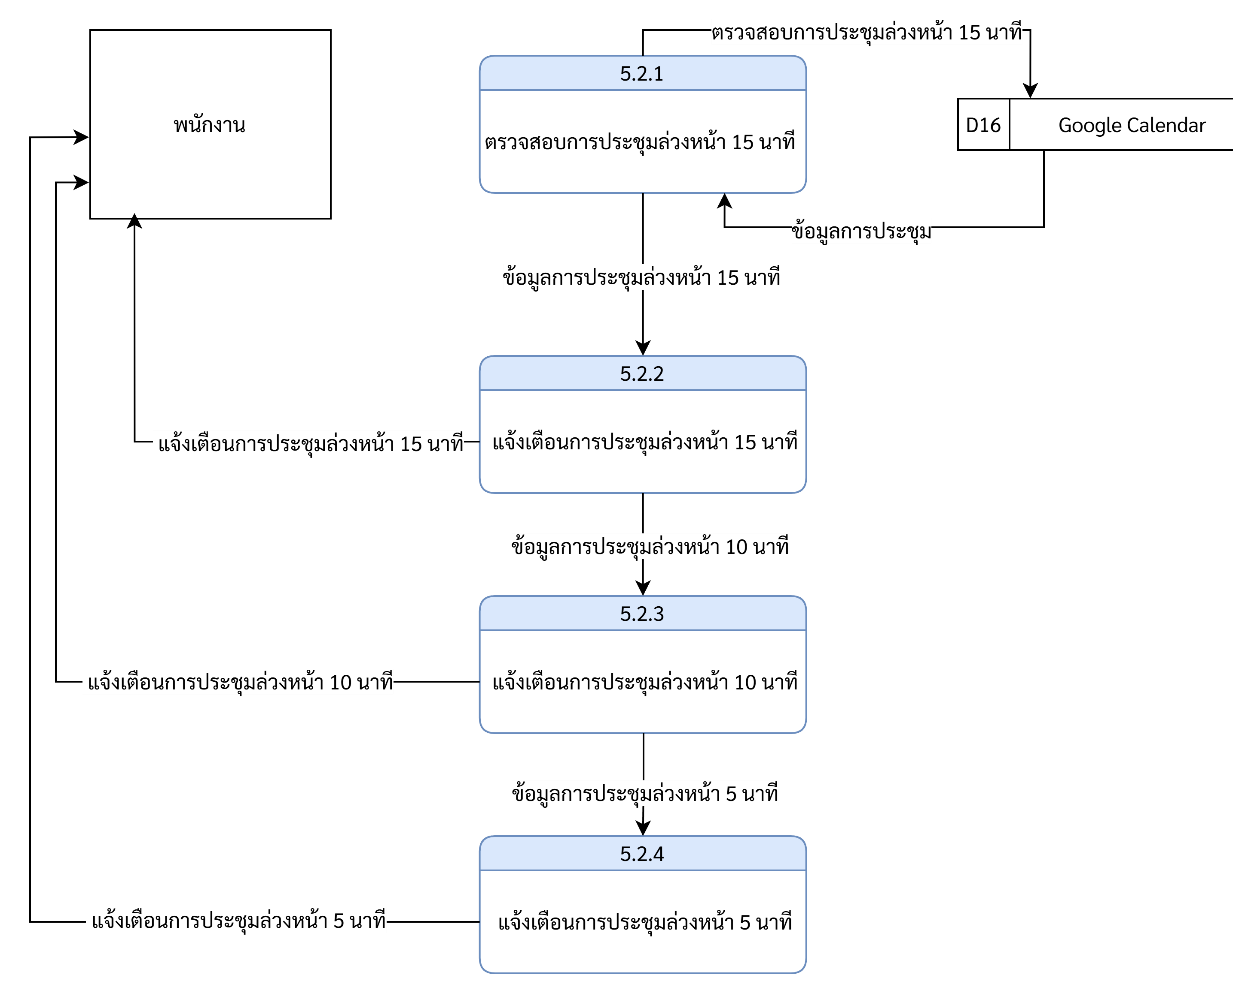 ตรวจสอบการประชุมล่วงหน้า 15 นาที
5.2.1
พนักงาน
D16
Google Calendar
ตรวจสอบการประชุมล่วงหน้า 15 นาที
ข้อมูลการประชุม
ข้อมูลการประชุมล่วงหน้า 15 นาที
5.2.2
แจ้งเตือนการประชุมล่วงหน้า 15 นาที
แจ้งเตือนการประชุมล่วงหน้า 15 นาที
ข้อมูลการประชุมล่วงหน้า 10 นาที
5.2.3
แจ้งเตือนการประชุมล่วงหน้า 10 นาที
แจ้งเตือนการประชุมล่วงหน้า 10 นาที
ข้อมูลการประชุมล่วงหน้า 5 นาที
5.2.4
แจ้งเตือนการประชุมล่วงหน้า 5 นาที
แจ้งเตือนการประชุมล่วงหน้า 5 นาที